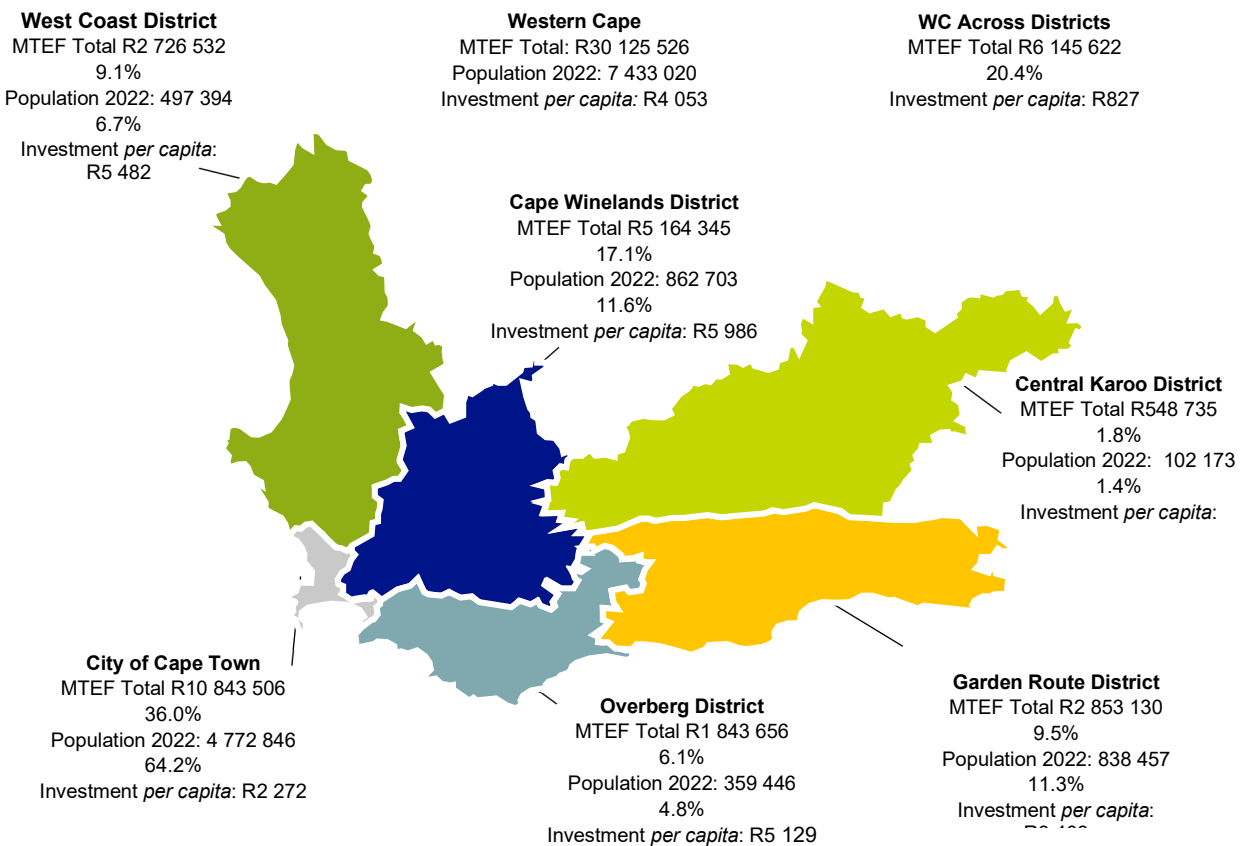 West Coast District
MTEF Total R2 726 532
9.1%
Population 2022: 497 394
6.7%
Investment per capita:
R5 482
Western Cape
MTEF Total: R30 125 526
Population 2022: 7 433 020
Investment per capita: R4 053
WC Across Districts
MTEF Total R6 145 622
20.4%
Investment per capita: R827
Cape Winelands District
MTEF Total R5 164 345
17.1%
Population 2022: 862 703
11.6%
Investment per capita: R5 986
Central Karoo District
MTEF Total R548 735
1.8%
Population 2022: 102 173
1.4%
Investment per capita:
City of Cape Town
MTEF Total R10 843 506
36.0%
Population 2022: 4 772 846
64.2%
Investment per capita: R2 272
Overberg District
MTEF Total R1 843 656
6.1%
Population 2022: 359 446
4.8%
Investment per capita: R5 129
Garden Route District
MTEF Total R2 853 130
9.5%
Population 2022: 838 457
11.3%
Investment per capita: